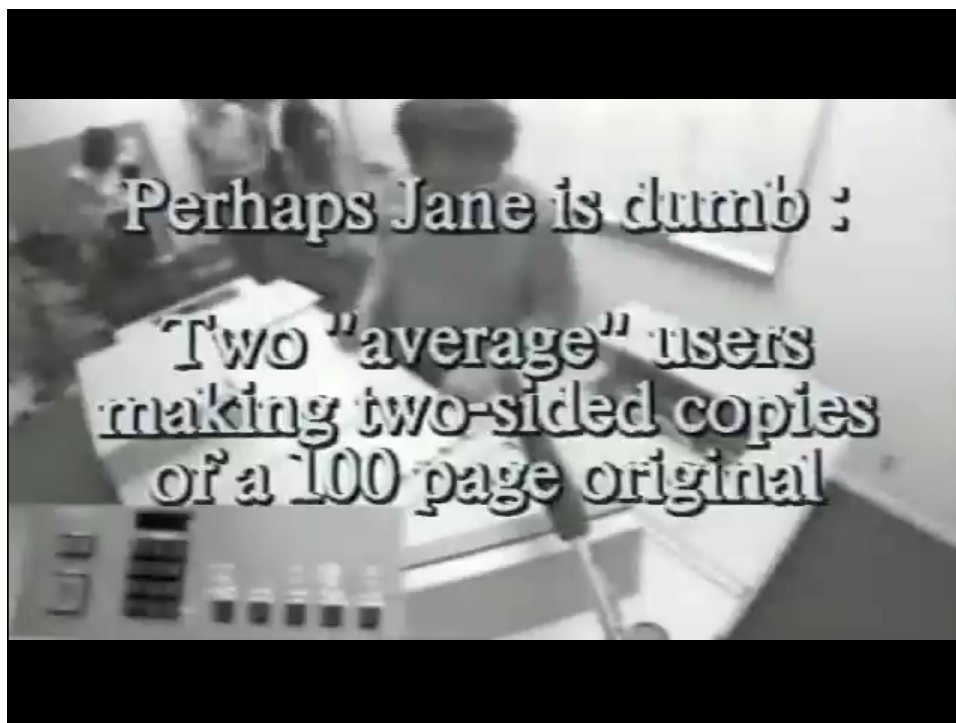 Perhaps Jane is dumb :
Two "average" users
making two-sided copies
of a 100 page original